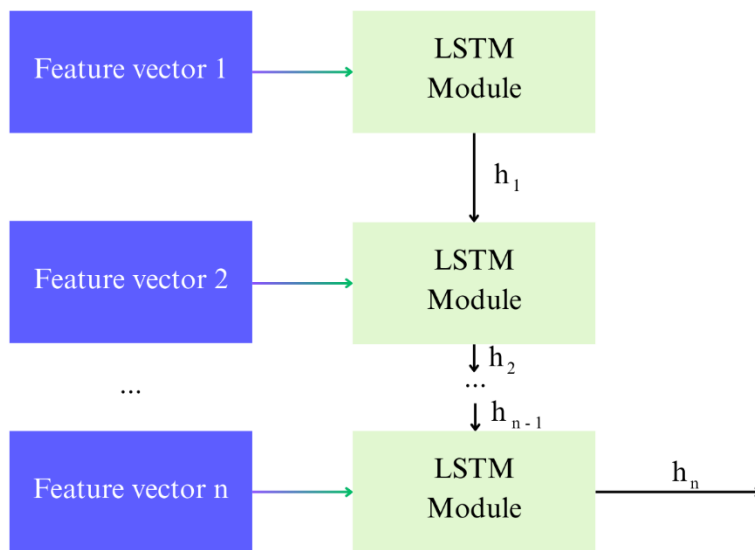 Feature vector 1
LSTM
Module
h₁
Feature vector 2
LSTM
Module
h₂
...
...
hₙ₋₁
Feature vector n
LSTM
Module
hₙ